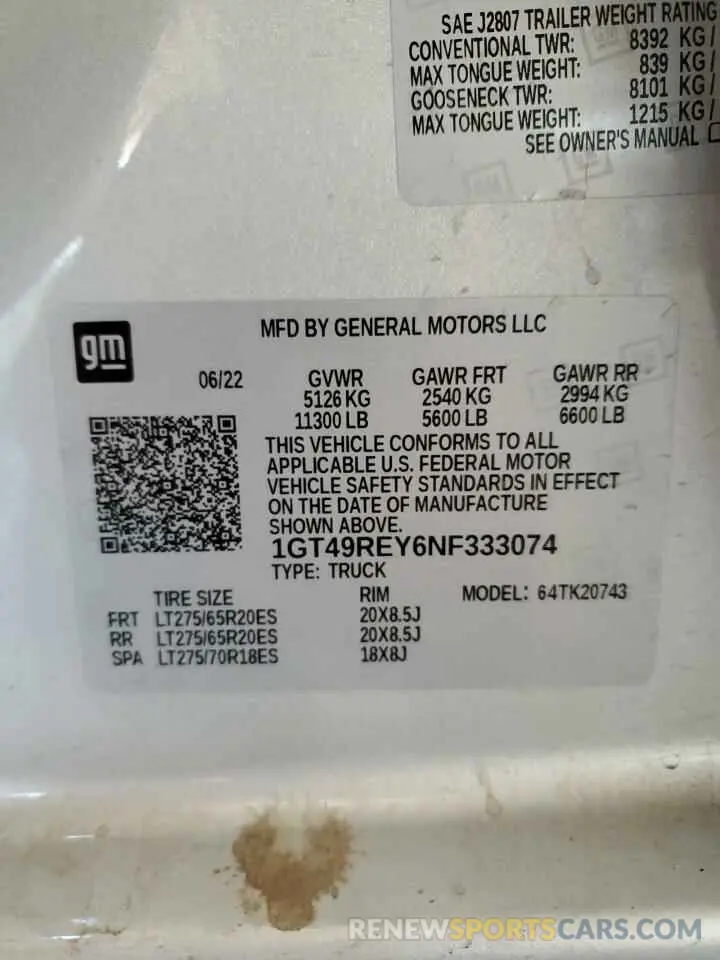 SAE J2807 TRAILER WEIGHT RATING
CONVENTIONAL TWR: 8392 KG/
MAX TONGUE WEIGHT: 839 KG/
GOOSENECK TWR: 8101 KG/
MAX TONGUE WEIGHT: 1215 KG/
SEE OWNER'S MANUAL
gm
MFD BY GENERAL MOTORS LLC
06/22 GVWR GAWR FRT GAWR RR
5126 KG 2540 KG 2994 KG
11300 LB 5600 LB 6600 LB
THIS VEHICLE CONFORMS TO ALL
APPLICABLE U.S. FEDERAL MOTOR
VEHICLE SAFETY STANDARDS IN EFFECT
ON THE DATE OF MANUFACTURE
SHOWN ABOVE.
1GT49REY6NF333074
TYPE: TRUCK MODEL: 64TK20743
TIRE SIZE RIM
FRT LT275/65R20ES 20X8.5J
RR LT275/65R20ES 20X8.5J
SPA LT275/70R18ES 18X8J
RENEWSPORTSCARS.COM